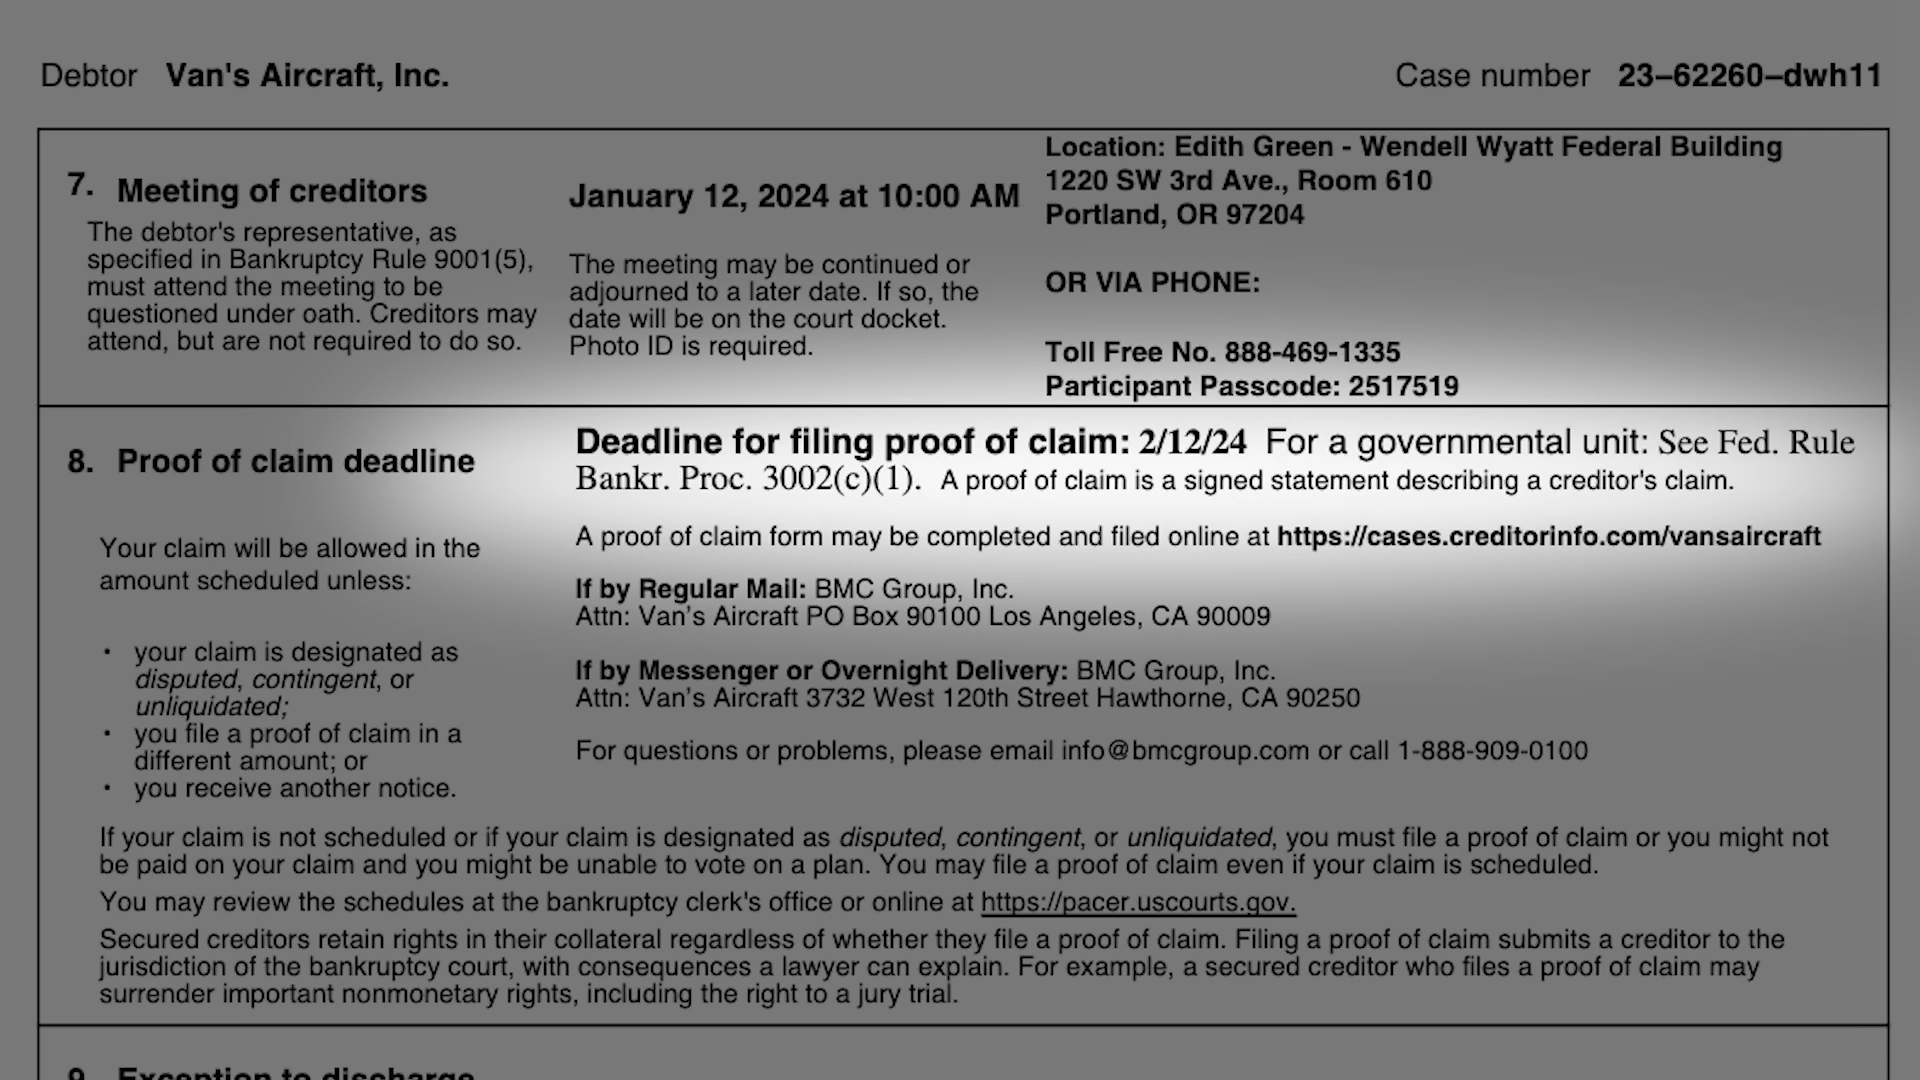 Debtor Van's Aircraft, Inc.
Case number 23–62260–dwh11
7. Meeting of creditors
The debtor's representative, as
specified in Bankruptcy Rule 9001(5),
must attend the meeting to be
questioned under oath. Creditors may
attend, but are not required to do so.
January 12, 2024 at 10:00 AM
The meeting may be continued or
adjourned to a later date. If so, the
date will be on the court docket.
Photo ID is required.
Location: Edith Green - Wendell Wyatt Federal Building
1220 SW 3rd Ave., Room 610
Portland, OR 97204
OR VIA PHONE:
Toll Free No. 888-469-1335
Participant Passcode: 2517519
8. Proof of claim deadline
Deadline for filing proof of claim: 2/12/24 For a governmental unit: See Fed. Rule
Bankr. Proc. 3002(c)(1). A proof of claim is a signed statement describing a creditor's claim.
A proof of claim form may be completed and filed online at https://cases.creditorinfo.com/vansaircraft
If by Regular Mail: BMC Group, Inc.
Attn: Van's Aircraft PO Box 90100 Los Angeles, CA 90009
If by Messenger or Overnight Delivery: BMC Group, Inc.
Attn: Van's Aircraft 3732 West 120th Street Hawthorne, CA 90250
For questions or problems, please email info@bmcgroup.com or call 1-888-909-0100
Your claim will be allowed in the
amount scheduled unless:
• your claim is designated as
disputed, contingent, or
unliquidated;
• you file a proof of claim in a
different amount; or
• you receive another notice.
If your claim is not scheduled or if your claim is designated as disputed, contingent, or unliquidated, you must file a proof of claim or you might not
be paid on your claim and you might be unable to vote on a plan. You may file a proof of claim even if your claim is scheduled.
You may review the schedules at the bankruptcy clerk's office or online at https://pacer.uscourts.gov.
Secured creditors retain rights in their collateral regardless of whether they file a proof of claim. Filing a proof of claim submits a creditor to the
jurisdiction of the bankruptcy court, with consequences a lawyer can explain. For example, a secured creditor who files a proof of claim may
surrender important nonmonetary rights, including the right to a jury trial.
9. Exception to discharge